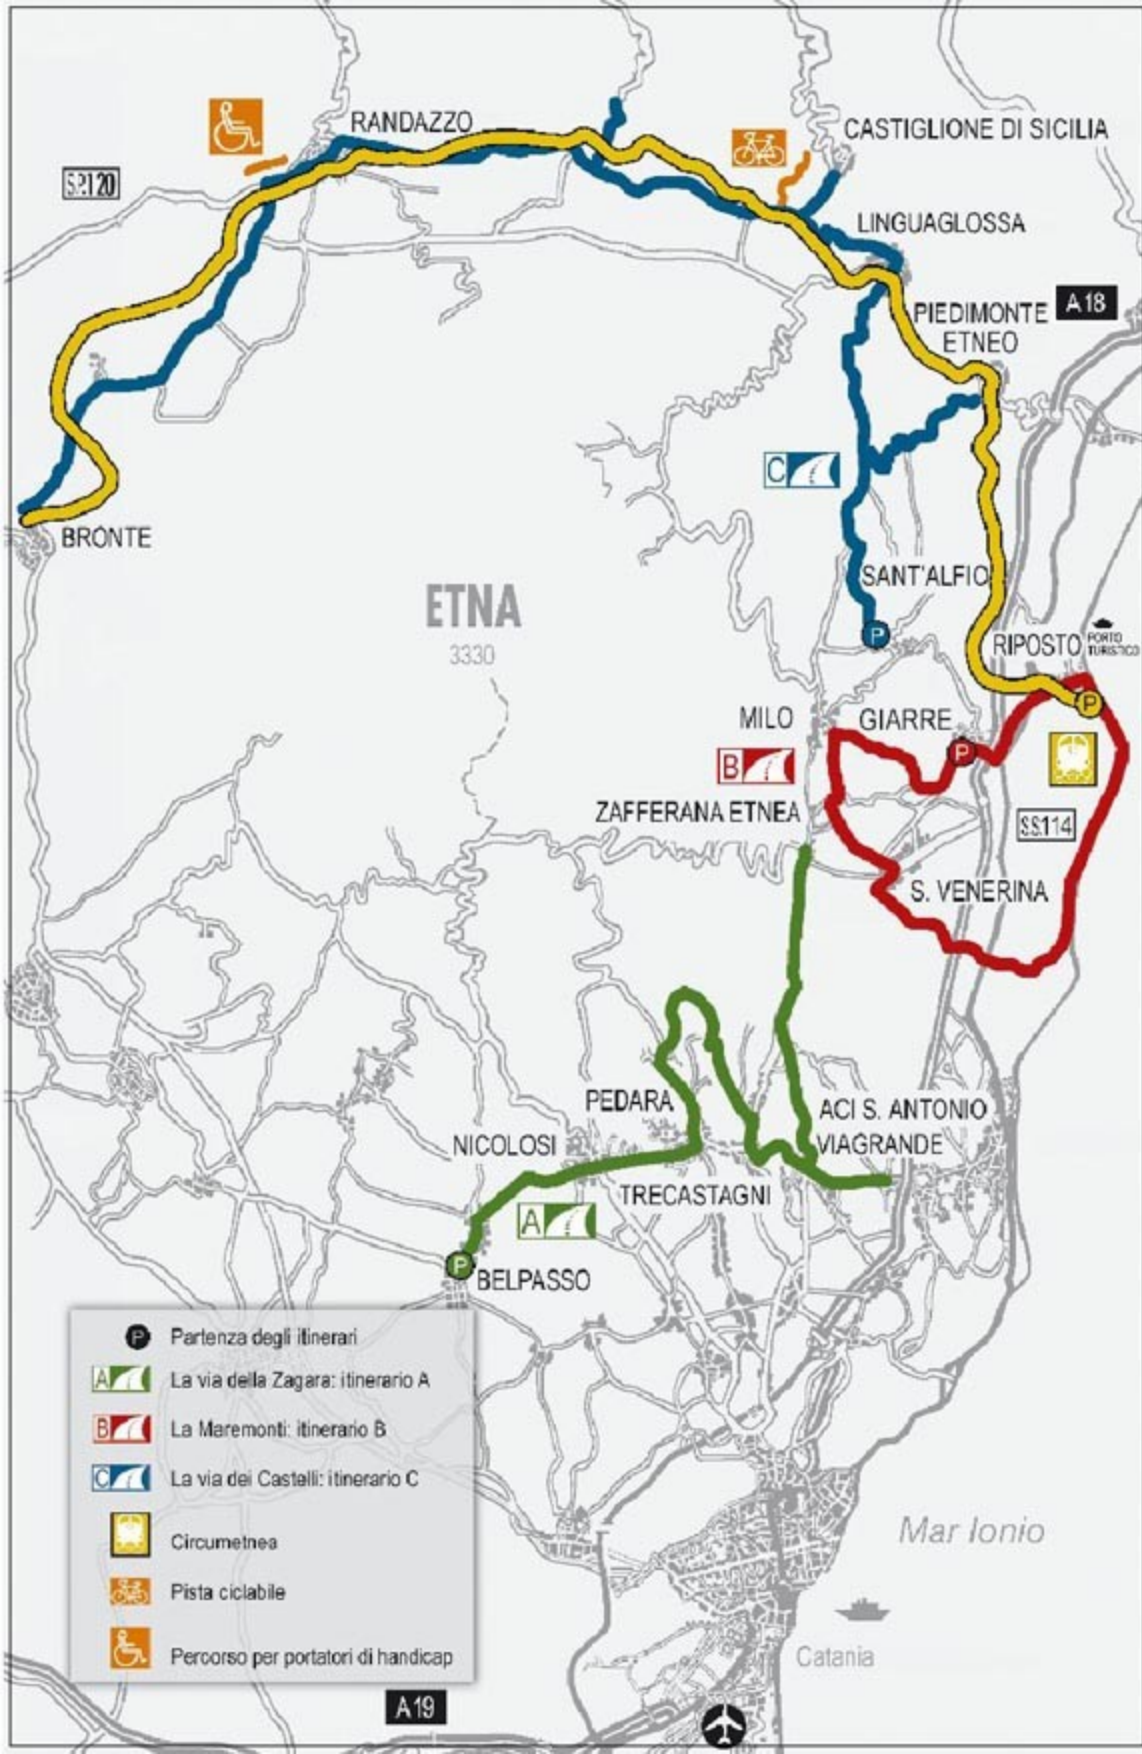 RANDAZZO
CASTIGLIONE DI SICILIA
S.P.120
LINGUAGLOSSA
PIEDIMONTE
ETNEO
A18
C
BRONTE
SANT'ALFIO
P
ETNA
3330
RIPOSTO
PORTO
TURISTICO
P
MILO
GIARRE
P
B
ZAFFERANA ETNEA
SS114
S. VENERINA
PEDARA
ACI S. ANTONIO
NICOLOSI
VIAGRANDE
TRECASTAGNI
A
P
BELPASSO
P Partenza degli itinerari
A La via della Zagara: itinerario A
B La Maremonti: itinerario B
C La via dei Castelli: itinerario C
Circumetnea
Pista ciclabile
Percorso per portatori di handicap
Mar Ionio
Catania
A19